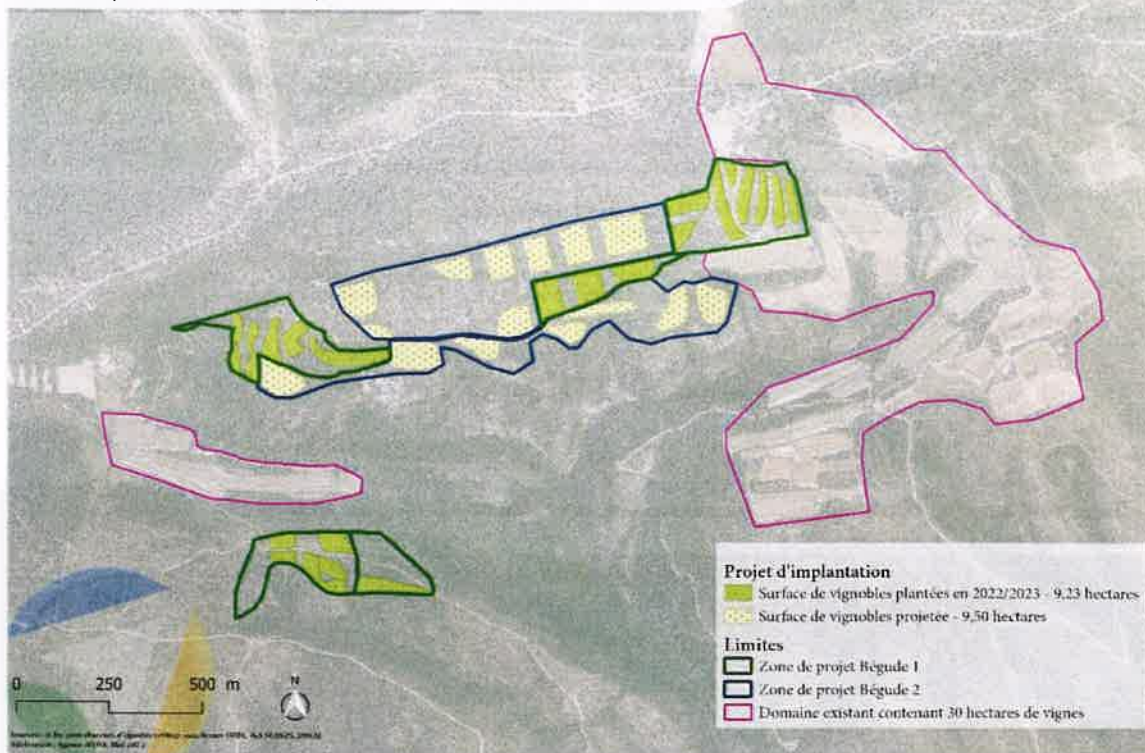 Projet d'implantation
Surface de vignobles plantées en 2022/2023 - 9,23 hectares
Surface de vignobles projetée - 9,50 hectares
Limites
Zone de projet Bégude 1
Zone de projet Bégude 2
Domaine existant contenant 30 hectares de vignes
0 250 500 m
N